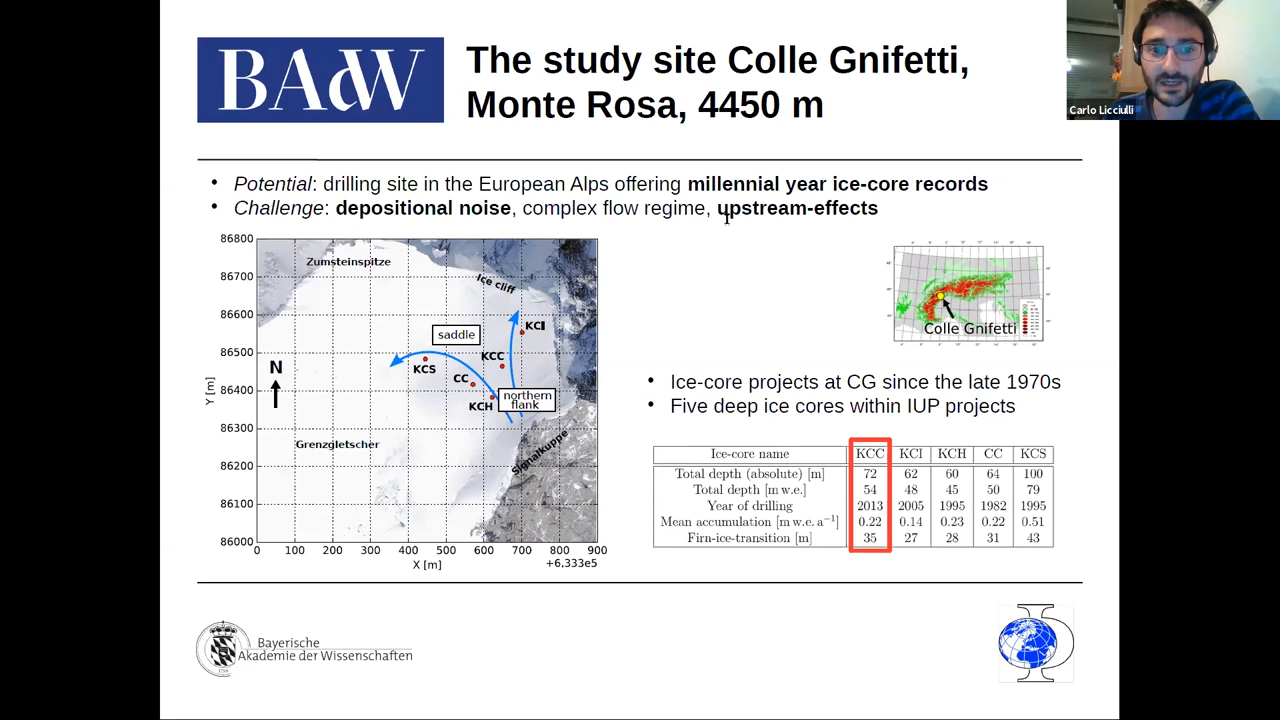 BAdW
The study site Colle Gnifetti,
Monte Rosa, 4450 m
Carlo Licciulli
• Potential: drilling site in the European Alps offering millennial year ice-core records
• Challenge: depositional noise, complex flow regime, upstream-effects
86800
86700
86600
86500
86400
86300
86200
86100
86000
Y [m]
Zumsteinspitze
Ice cliff
KCI
saddle
KCC
KCS
CC
KCH
northern
flank
N
Grenzgletscher
Signalkuppe
0 100 200 300 400 500 600 700 800 900
X [m]
+6,333e5
Colle Gnifetti
• Ice-core projects at CG since the late 1970s
• Five deep ice cores within IUP projects
Ice-core name KCC KCI KCH CC KCS
Total depth (absolute) [m] 72 62 60 64 100
Total depth [m w.e.] 54 48 45 50 79
Year of drilling 2013 2005 1995 1982 1995
Mean accumulation [m w.e. a⁻¹] 0.22 0.14 0.23 0.22 0.51
Firn-ice-transition [m] 35 27 28 31 43
Bayerische
Akademie der Wissenschaften